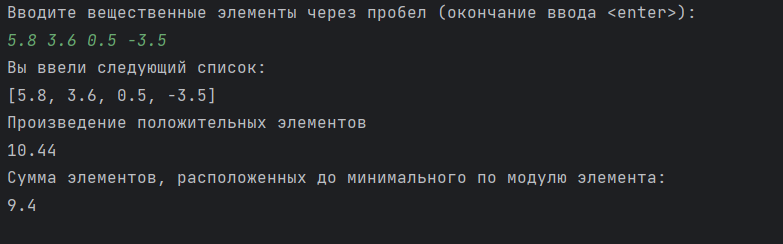 Вводите вещественные элементы через пробел (окончание ввода <enter>):
5.8 3.6 0.5 -3.5
Вы ввели следующий список:
[5.8, 3.6, 0.5, -3.5]
Произведение положительных элементов
10.44
Сумма элементов, расположенных до минимального по модулю элемента:
9.4